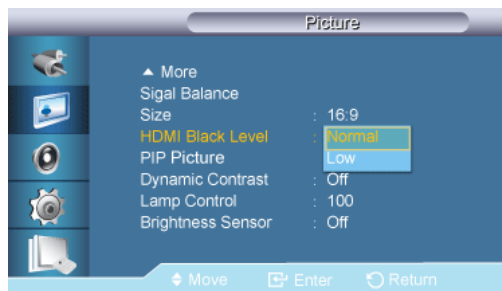 Picture
▲ More
Sigal Balance
Size : 16:9
HDMI Black Level : Normal
Low
PIP Picture
Dynamic Contrast : Off
Lamp Control : 100
Brightness Sensor : Off
Move Enter Return